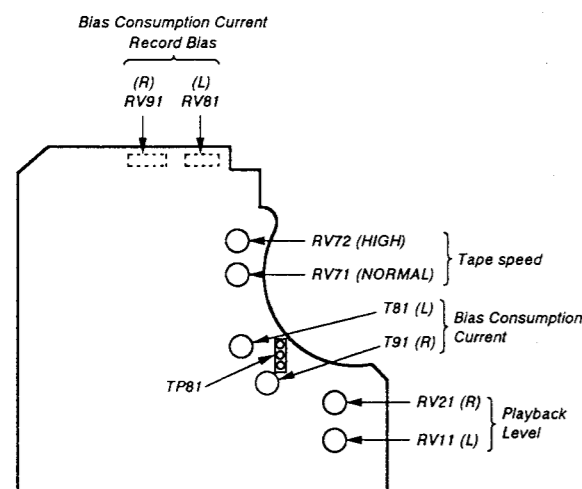 Bias Consumption Current
Record Bias
(R) (L)
RV91 RV81
RV72 (HIGH)
RV71 (NORMAL)
Tape speed
T81 (L)
T91 (R)
Bias Consumption
Current
TP81
RV21 (R)
RV11 (L)
Playback
Level